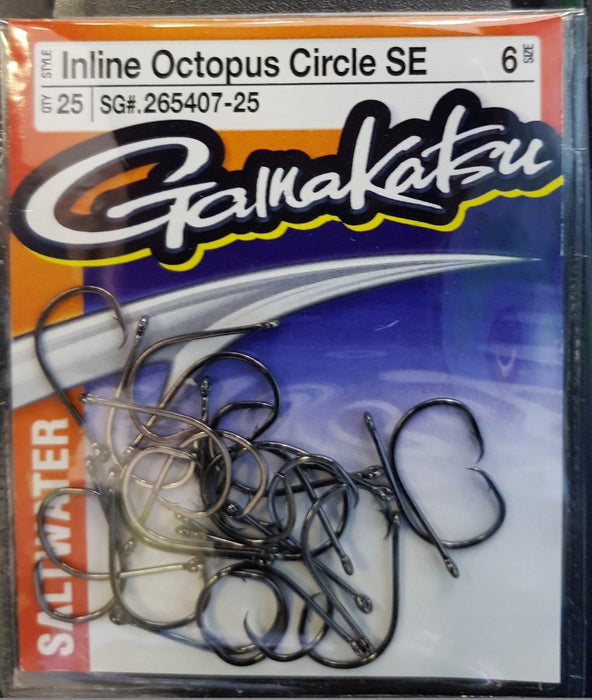 STYLE Inline Octopus Circle SE 6 SIZE
QTY 25 SG#.265407-25
Gamakatsu
SALTWATER